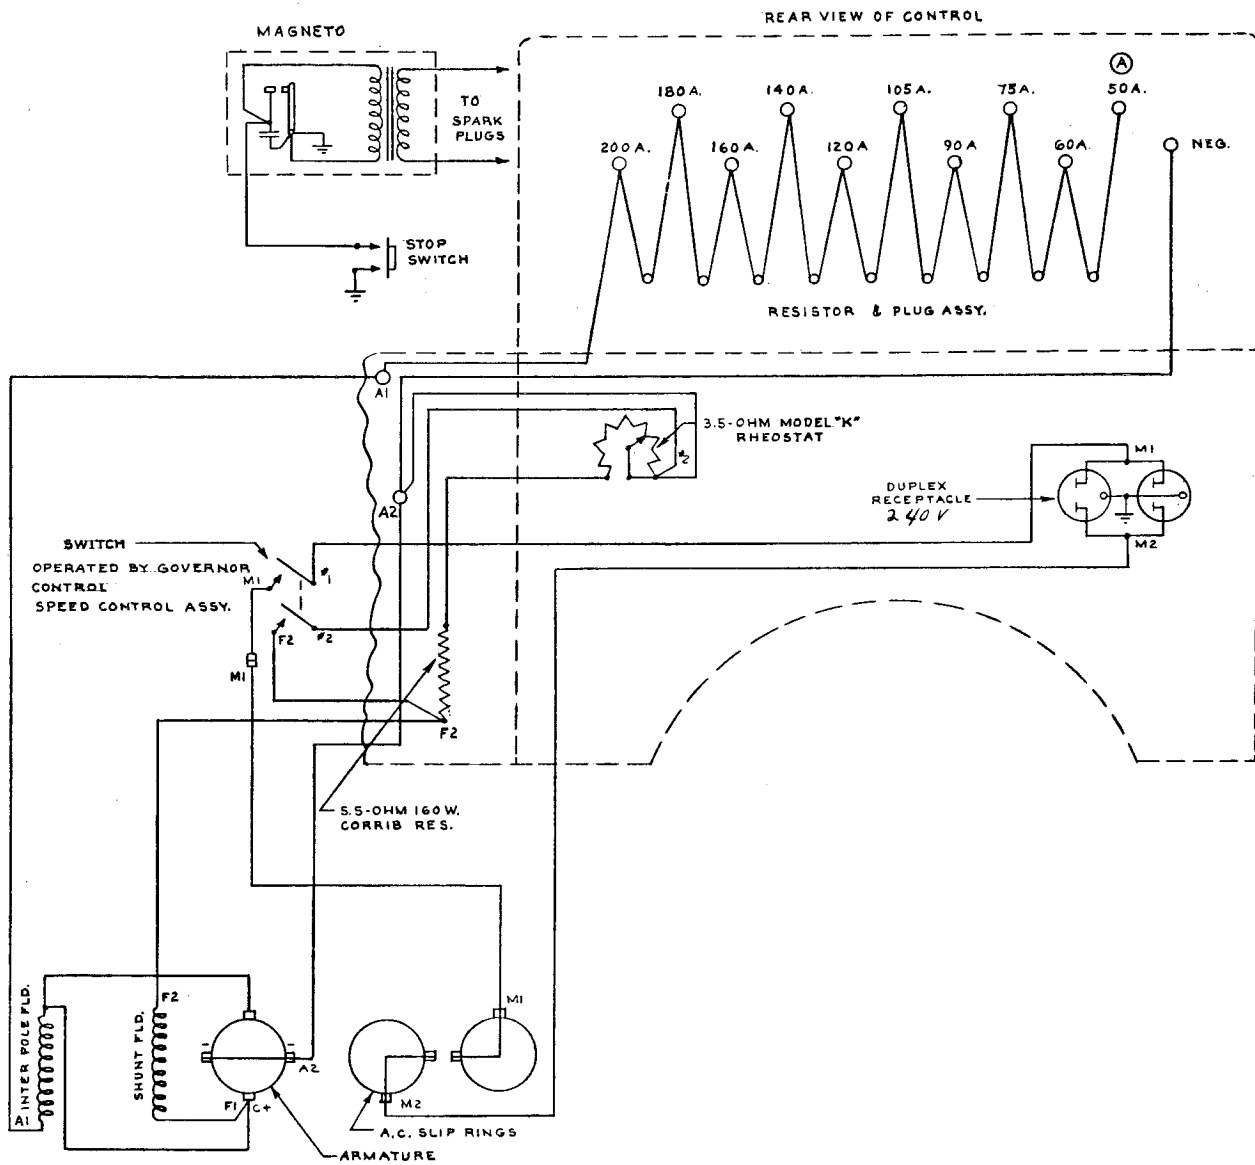 REAR VIEW OF CONTROL
MAGNETO
TO
SPARK
PLUGS
STOP
SWITCH
A
180A.
140A.
105A.
75A.
50A.
200A.
160A.
120A
90A
60A.
NEG.
RESISTOR & PLUG ASSY.
A1
3.5-OHM MODEL "K"
RHEOSTAT
#2
A2
M1
DUPLEX
RECEPTACLE
240V
M2
SWITCH
OPERATED BY GOVERNOR
CONTROL
SPEED CONTROL ASSY.
M1
#1
F2
#2
M1
F2
5.5-OHM 160W.
CORRIB RES.
INTER POLE FLD.
A1
SHUNT FLD.
F2
F1
C+
-
-
A2
M1
M2
A.C. SLIP RINGS
ARMATURE